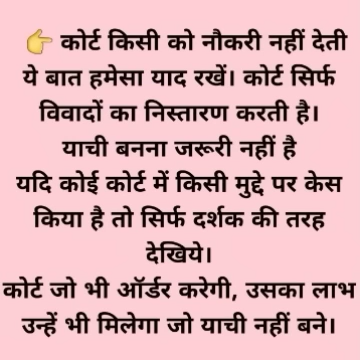 👉 कोर्ट किसी को नौकरी नहीं देती
ये बात हमेसा याद रखें। कोर्ट सिर्फ
विवादों का निस्तारण करती है।
याची बनना जरूरी नहीं है
यदि कोई कोर्ट में किसी मुद्दे पर केस
किया है तो सिर्फ दर्शक की तरह
देखिये।
कोर्ट जो भी ऑर्डर करेगी, उसका लाभ
उन्हें भी मिलेगा जो याची नहीं बने।